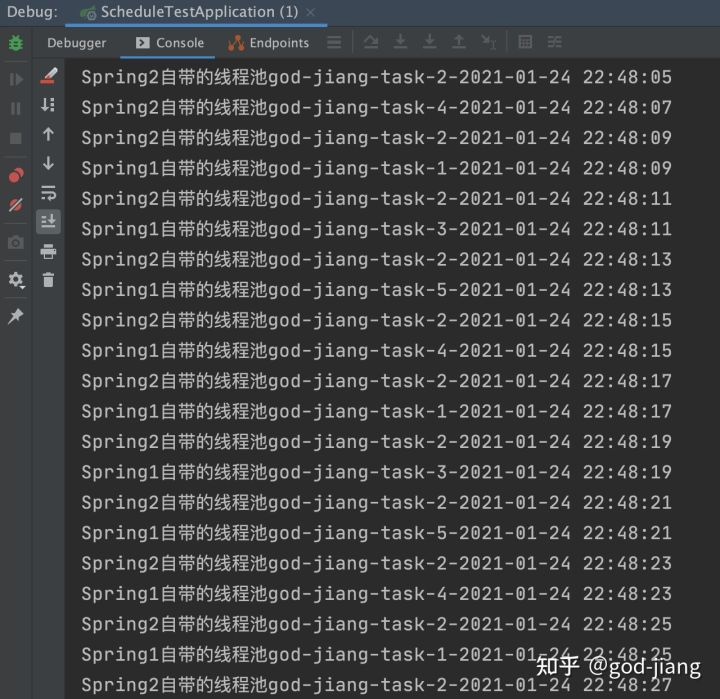 Debug: ScheduleTestApplication (1) ×
Debugger Console Endpoints
Spring2自带的线程池god-jiang-task-2-2021-01-24 22:48:05
Spring2自带的线程池god-jiang-task-4-2021-01-24 22:48:07
Spring2自带的线程池god-jiang-task-2-2021-01-24 22:48:09
Spring1自带的线程池god-jiang-task-1-2021-01-24 22:48:09
Spring2自带的线程池god-jiang-task-2-2021-01-24 22:48:11
Spring1自带的线程池god-jiang-task-3-2021-01-24 22:48:11
Spring2自带的线程池god-jiang-task-2-2021-01-24 22:48:13
Spring1自带的线程池god-jiang-task-5-2021-01-24 22:48:13
Spring2自带的线程池god-jiang-task-2-2021-01-24 22:48:15
Spring1自带的线程池god-jiang-task-4-2021-01-24 22:48:15
Spring2自带的线程池god-jiang-task-2-2021-01-24 22:48:17
Spring1自带的线程池god-jiang-task-1-2021-01-24 22:48:17
Spring2自带的线程池god-jiang-task-2-2021-01-24 22:48:19
Spring1自带的线程池god-jiang-task-3-2021-01-24 22:48:19
Spring2自带的线程池god-jiang-task-2-2021-01-24 22:48:21
Spring1自带的线程池god-jiang-task-5-2021-01-24 22:48:21
Spring2自带的线程池god-jiang-task-2-2021-01-24 22:48:23
Spring1自带的线程池god-jiang-task-4-2021-01-24 22:48:23
Spring2自带的线程池god-jiang-task-2-2021-01-24 22:48:25
Spring1自带的线程池god-jiang-task-1-2021-01-24 22:48:25
知乎 @god-jiang
Spring2自带的线程池god-jiang-task-2-2021-01-24 22:48:27